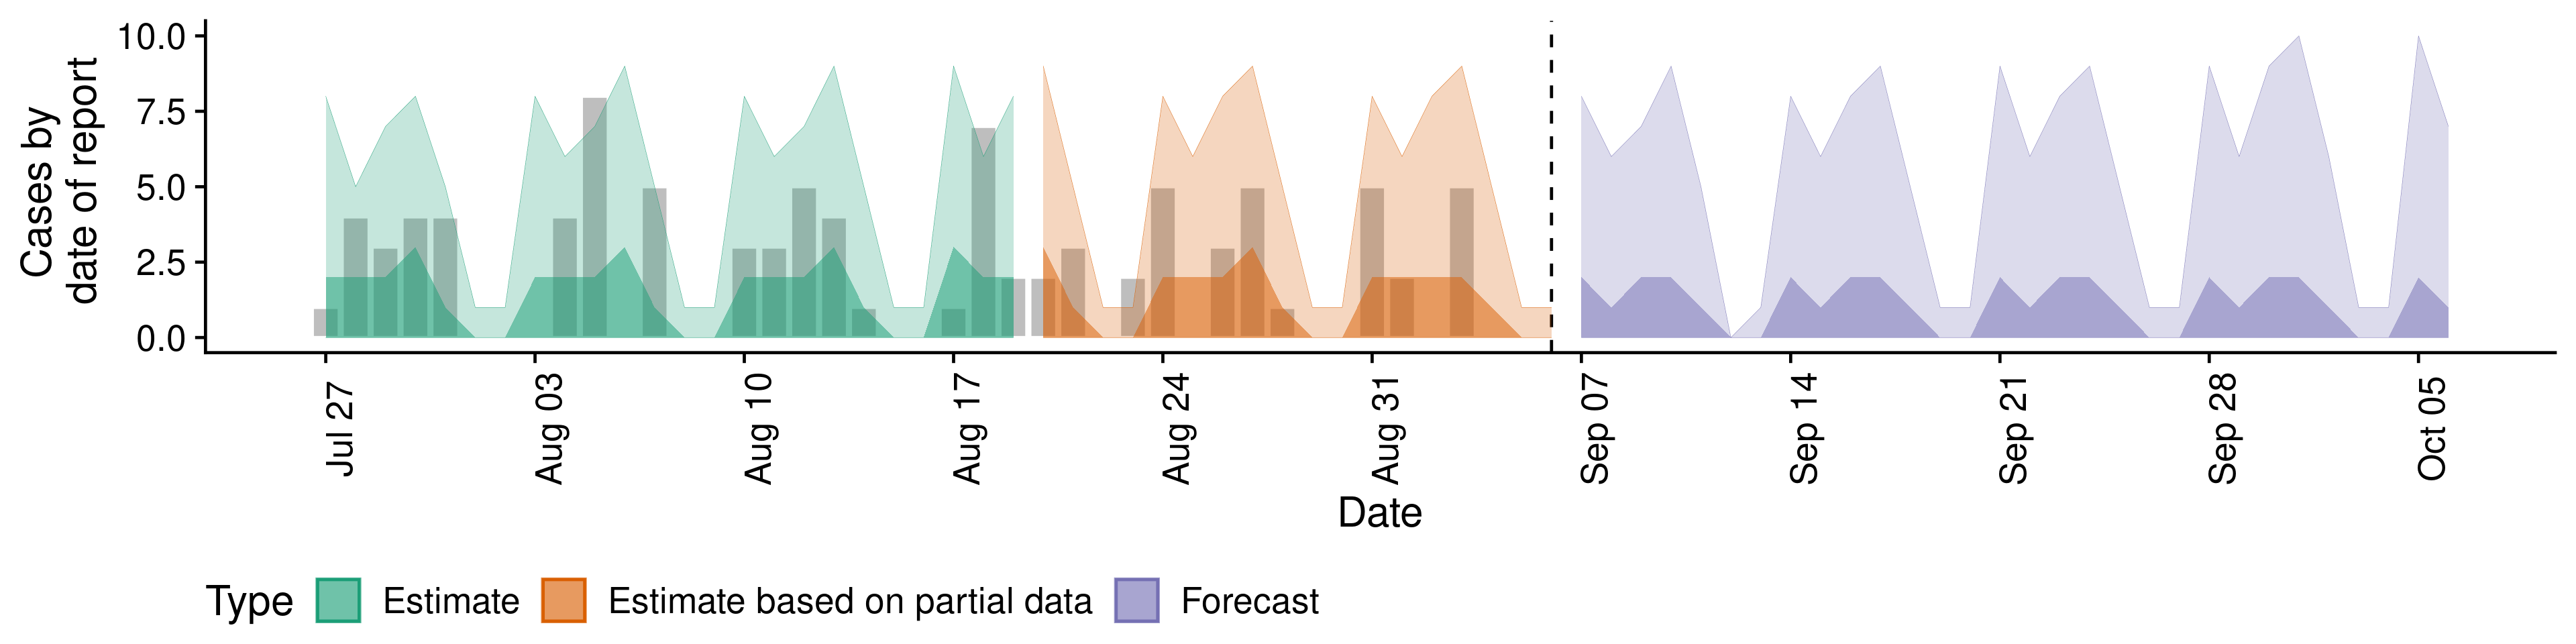 Cases by
date of report
10.0
7.5
5.0
2.5
0.0
Jul 27
Aug 03
Aug 10
Aug 17
Aug 24
Aug 31
Sep 07
Sep 14
Sep 21
Sep 28
Oct 05
Date
Type Estimate Estimate based on partial data Forecast